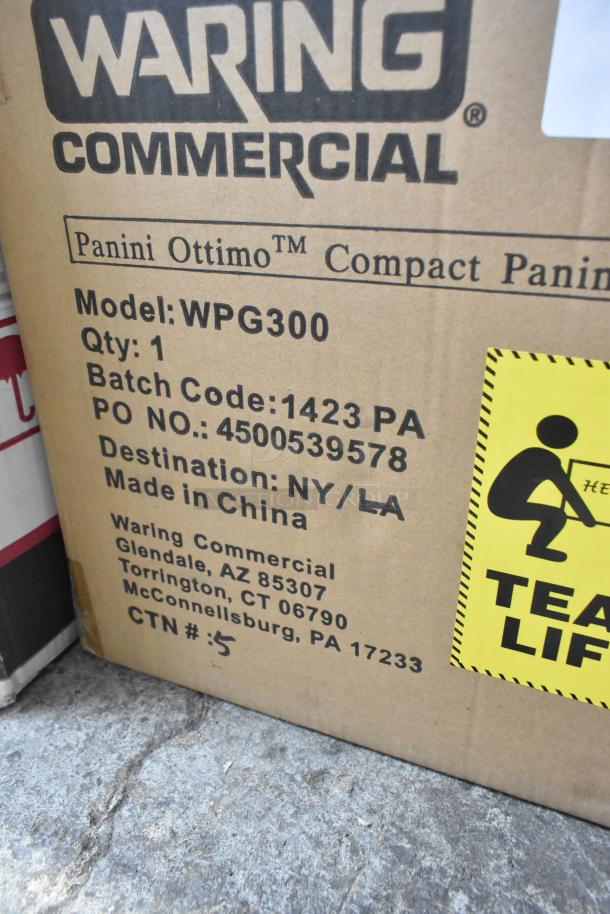 WARING
®
COMMERCIAL
Panini Ottimo™ Compact Panin
Model: WPG300
Qty: 1
Batch Code:1423 PA
PO NO.: 4500539578
Destination: NY/LA
Made in China
Waring Commercial
Glendale, AZ 85307
Torrington, CT 06790
McConnellsburg, PA 17233
CTN # :5
HE
TEA
LIF